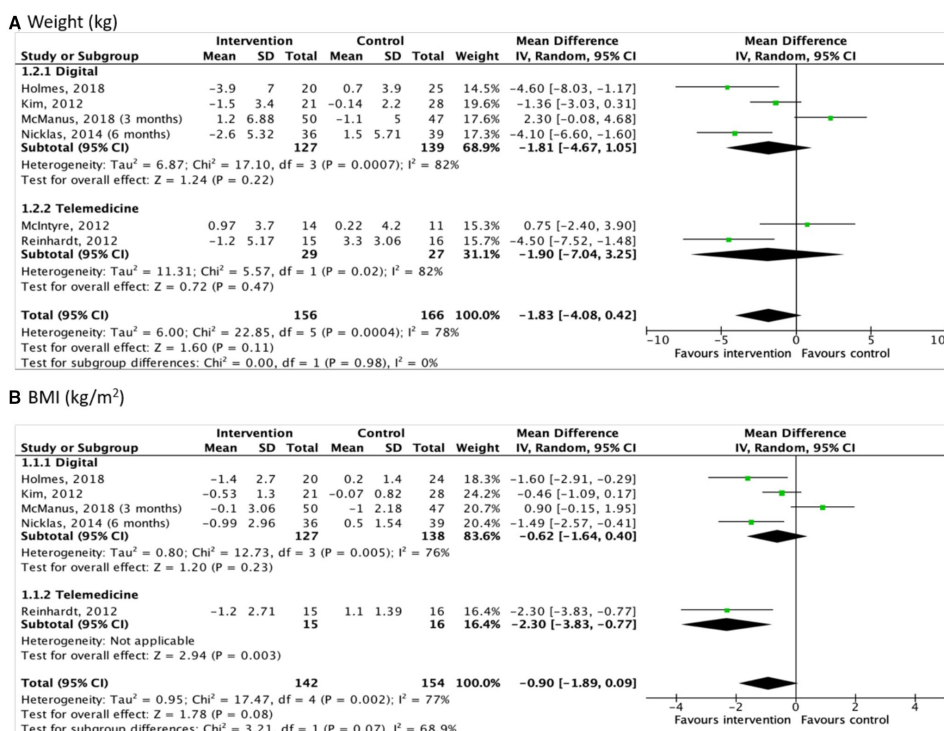 A Weight (kg)
Intervention Control Mean Difference Mean Difference
Study or Subgroup Mean SD Total Mean SD Total Weight IV, Random, 95% CI IV, Random, 95% CI
1.2.1 Digital
Holmes, 2018 −3.9 7 20 0.7 3.9 25 14.5% −4.60 [−8.03, −1.17]
Kim, 2012 −1.5 3.4 21 −0.14 2.2 28 19.6% −1.36 [−3.03, 0.31]
McManus, 2018 (3 months) 1.2 6.88 50 −1.1 5 47 17.6% 2.30 [−0.08, 4.68]
Nicklas, 2014 (6 months) −2.6 5.32 36 1.5 5.71 39 17.3% −4.10 [−6.60, −1.60]
Subtotal (95% CI) 127 139 68.9% −1.81 [−4.67, 1.05]
Heterogeneity: Tau² = 6.87; Chi² = 17.10, df = 3 (P = 0.0007); I² = 82%
Test for overall effect: Z = 1.24 (P = 0.22)
1.2.2 Telemedicine
McIntyre, 2012 0.97 3.7 14 0.22 4.2 11 15.3% 0.75 [−2.40, 3.90]
Reinhardt, 2012 −1.2 5.17 15 3.3 3.06 16 15.7% −4.50 [−7.52, −1.48]
Subtotal (95% CI) 29 27 31.1% −1.90 [−7.04, 3.25]
Heterogeneity: Tau² = 11.31; Chi² = 5.57, df = 1 (P = 0.02); I² = 82%
Test for overall effect: Z = 0.72 (P = 0.47)
Total (95% CI) 156 166 100.0% −1.83 [−4.08, 0.42]
Heterogeneity: Tau² = 6.00; Chi² = 22.85, df = 5 (P = 0.0004); I² = 78%
Test for overall effect: Z = 1.60 (P = 0.11)
Test for subgroup differences: Chi² = 0.00, df = 1 (P = 0.98), I² = 0%
−10 −5 0 5 10
Favours intervention Favours control
B BMI (kg/m²)
Intervention Control Mean Difference Mean Difference
Study or Subgroup Mean SD Total Mean SD Total Weight IV, Random, 95% CI IV, Random, 95% CI
1.1.1 Digital
Holmes, 2018 −1.4 2.7 20 0.2 1.4 24 18.3% −1.60 [−2.91, −0.29]
Kim, 2012 −0.53 1.3 21 −0.07 0.82 28 24.2% −0.46 [−1.09, 0.17]
McManus, 2018 (3 months) −0.1 3.06 50 −1 2.18 47 20.7% 0.90 [−0.15, 1.95]
Nicklas, 2014 (6 months) −0.99 2.96 36 0.5 1.54 39 20.4% −1.49 [−2.57, −0.41]
Subtotal (95% CI) 127 138 83.6% −0.62 [−1.64, 0.40]
Heterogeneity: Tau² = 0.80; Chi² = 12.73, df = 3 (P = 0.005); I² = 76%
Test for overall effect: Z = 1.20 (P = 0.23)
1.1.2 Telemedicine
Reinhardt, 2012 −1.2 2.71 15 1.1 1.39 16 16.4% −2.30 [−3.83, −0.77]
Subtotal (95% CI) 15 16 16.4% −2.30 [−3.83, −0.77]
Heterogeneity: Not applicable
Test for overall effect: Z = 2.94 (P = 0.003)
Total (95% CI) 142 154 100.0% −0.90 [−1.89, 0.09]
Heterogeneity: Tau² = 0.95; Chi² = 17.47, df = 4 (P = 0.002); I² = 77%
Test for overall effect: Z = 1.78 (P = 0.08)
Test for subgroup differences: Chi² = 3.21, df = 1 (P = 0.07), I² = 68.9%
−4 −2 0 2 4
Favours intervention Favours control